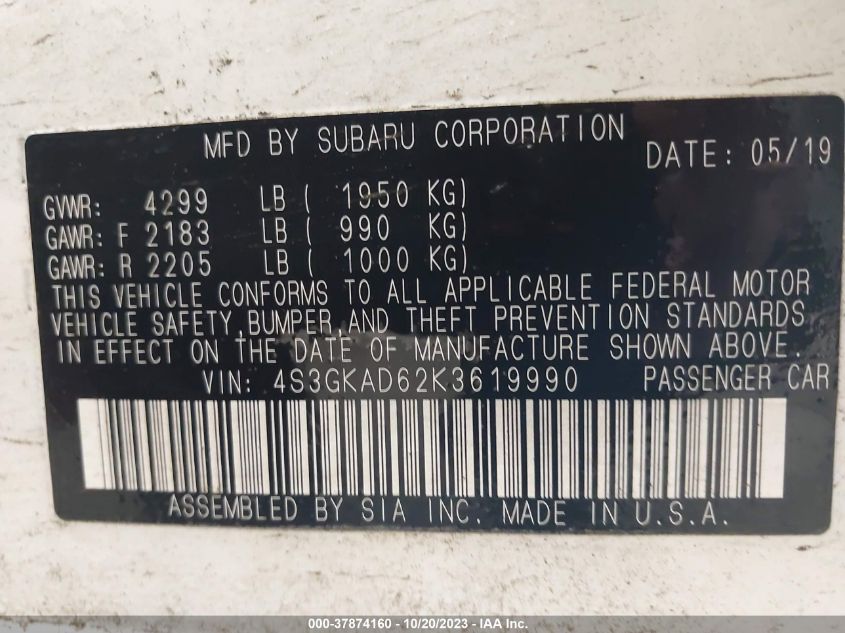 MFD BY SUBARU CORPORATION DATE: 05/19
GVWR: 4299 LB ( 1950 KG)
GAWR: F 2183 LB ( 990 KG)
GAWR: R 2205 LB ( 1000 KG)
THIS VEHICLE CONFORMS TO ALL APPLICABLE FEDERAL MOTOR
VEHICLE SAFETY,BUMPER,AND THEFT PREVENTION STANDARDS
IN EFFECT ON THE DATE OF MANUFACTURE SHOWN ABOVE.
VIN: 4S3GKAD62K3619990 PASSENGER CAR
ASSEMBLED BY SIA INC. MADE IN U.S.A.
000-37874160 - 10/20/2023 - IAA Inc.